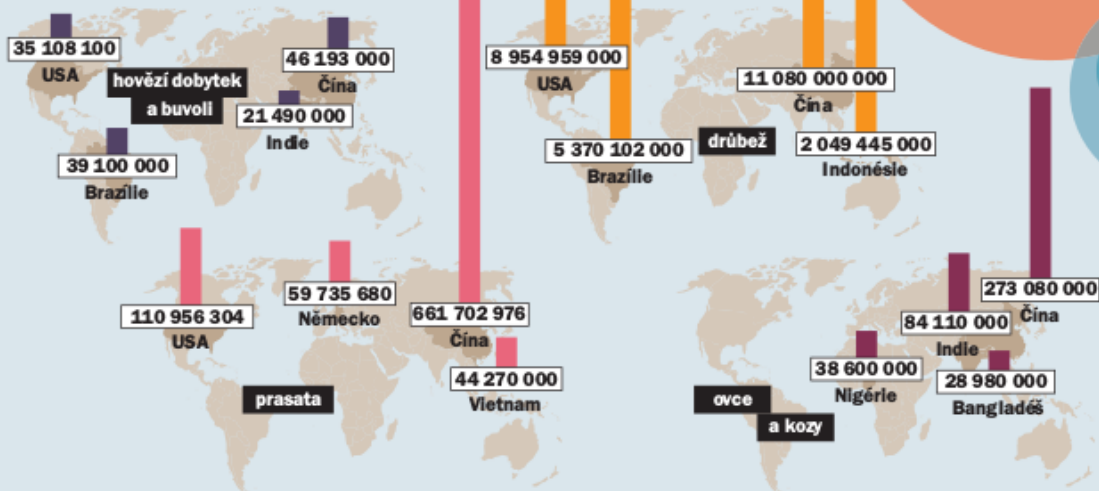 35 108 100
USA
hovězí dobytek
a buvoli
46 193 000
Čína
21 490 000
Indie
39 100 000
Brazílie
8 954 959 000
USA
11 080 000 000
Čína
drůbež
5 370 102 000
Brazílie
2 049 445 000
Indonésie
110 956 304
USA
59 735 680
Německo
661 702 976
Čína
44 270 000
Vietnam
prasata
273 080 000
Čína
84 110 000
Indie
38 600 000
Nigérie
28 980 000
Bangladéš
ovce
a kozy